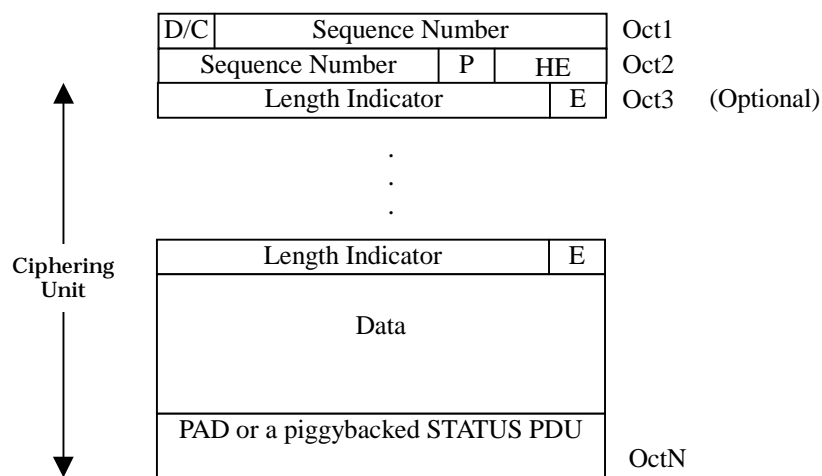 D/C Sequence Number Oct1
Sequence Number P HE Oct2
Length Indicator E Oct3 (Optional)
.
.
.
Length Indicator E
Ciphering
Unit
Data
PAD or a piggybacked STATUS PDU
OctN